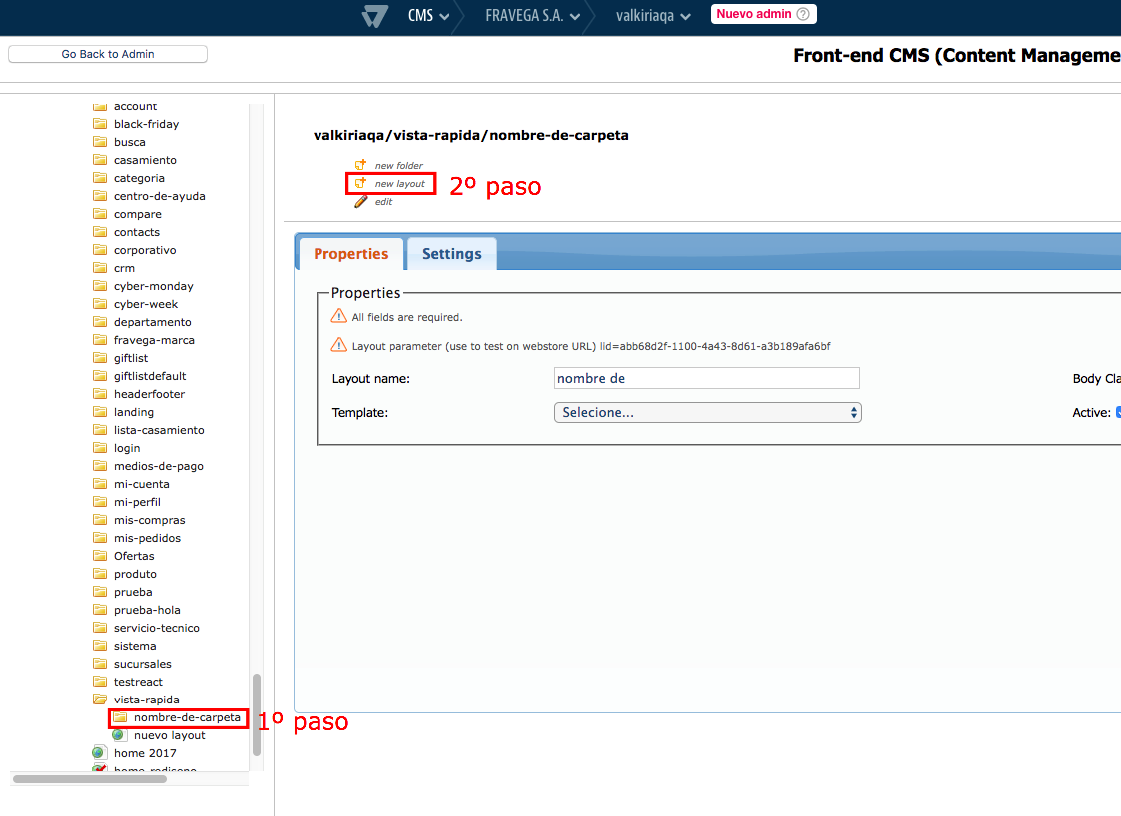 CMS FRAVEGA S.A. valkiriaqa Nuevo admin ?
Go Back to Admin
Front-end CMS (Content Manageme
account
black-friday
busca
casamiento
categoria
centro-de-ayuda
compare
contacts
corporativo
crm
cyber-monday
cyber-week
departamento
fravega-marca
giftlist
giftlistdefault
headerfooter
landing
lista-casamiento
login
medios-de-pago
mi-cuenta
mi-perfil
mis-compras
mis-pedidos
Ofertas
produto
prueba
prueba-hola
servicio-tecnico
sistema
sucursales
testreact
vista-rapida
nombre-de-carpeta 1º paso
nuevo layout
home 2017
home-rediseno
valkiriaqa/vista-rapida/nombre-de-carpeta
new folder
new layout 2º paso
edit
Properties Settings
Properties
All fields are required.
Layout parameter (use to test on webstore URL) lid=abb68d2f-1100-4a43-8d61-a3b189afa6bf
Layout name: nombre de Body Cla
Template: Selecione... Active: